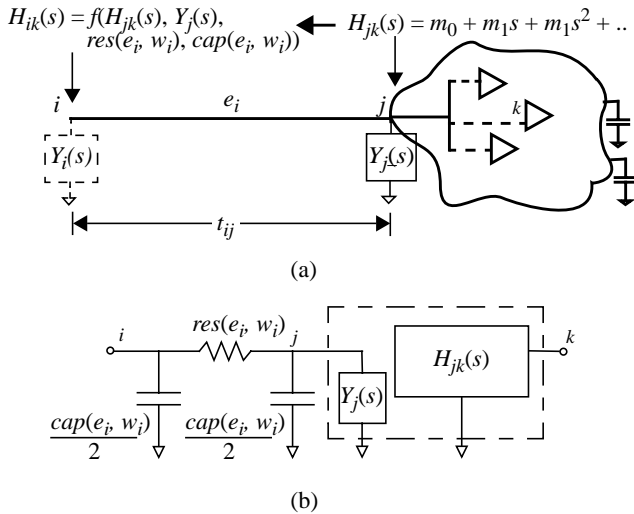 H_ik(s) = f(H_jk(s), Y_j(s),
res(e_i, w_i), cap(e_i, w_i))
H_jk(s) = m_0 + m_1s + m_1s^2 + ..
i
e_i
j
k
Y_i(s)
Y_j(s)
t_ij
(a)
i
res(e_i, w_i)
j
k
H_jk(s)
Y_j(s)
cap(e_i, w_i)
2
cap(e_i, w_i)
2
(b)